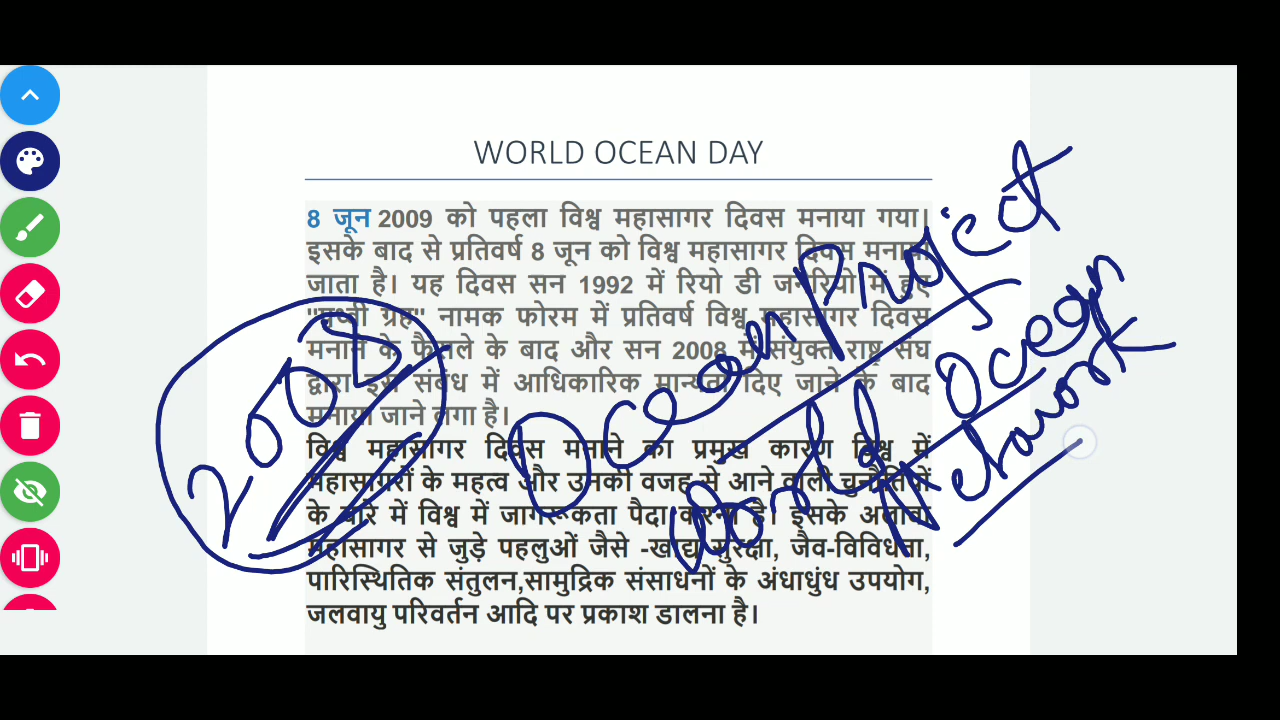 WORLD OCEAN DAY
8 जून 2009 को पहला विश्व महासागर दिवस मनाया गया।
इसके बाद से प्रतिवर्ष 8 जून को विश्व महासागर दिवस मनाया
जाता है। यह दिवस सन 1992 में रियो डी जनेरियो में हुए
"पृथ्वी ग्रह" नामक फोरम में प्रतिवर्ष विश्व महासागर दिवस
मनाने के फैसले के बाद और सन 2008 में संयुक्त राष्ट्र संघ
द्वारा इस संबंध में आधिकारिक मान्यता दिए जाने के बाद
मनाया जाने लगा है।
विश्व महासागर दिवस मनाने का प्रमुख कारण विश्व में
महासागरों के महत्व और उनकी वजह से आने वाली चुनौतियों
के बारे में विश्व में जागरूकता पैदा करना है। इसके अलावा
महासागर से जुड़े पहलुओं जैसे -खाद्य सुरक्षा, जैव-विविधता,
पारिस्थितिक संतुलन,सामुद्रिक संसाधनों के अंधाधुंध उपयोग,
जलवायु परिवर्तन आदि पर प्रकाश डालना है।
Ocean Project
World Ocean
Network